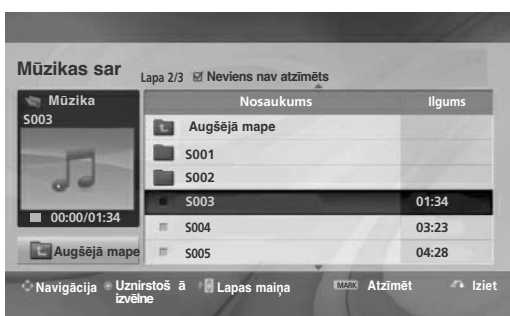 Mūzikas sar
Lapa 2/3 Neviens nav atzīmēts
Mūzika
S003
00:00/01:34
Augšējā mape
Nosaukums Ilgums
Augšējā mape
S001
S002
S003 01:34
S004 03:23
S005 04:28
Navigācija Uznirstoš ā izvēlne Lapas maiņa MARK Atzīmēt Iziet